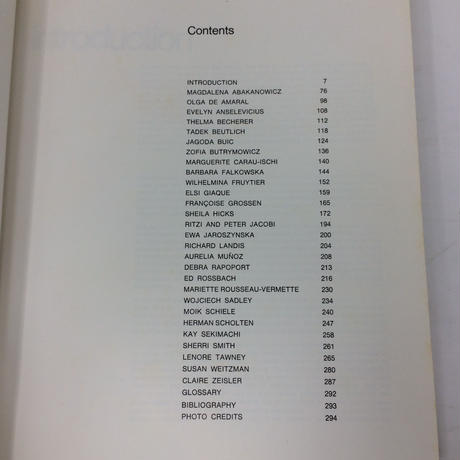 introduction
Contents
INTRODUCTION 7
MAGDALENA ABAKANOWICZ 76
OLGA DE AMARAL 98
EVELYN ANSELEVICIUS 108
THELMA BECHERER 112
TADEK BEUTLICH 118
JAGODA BUIC 124
ZOFIA BUTRYMOWICZ 136
MARGUERITE CARAU-ISCHI 140
BARBARA FALKOWSKA 144
WILHELMINA FRUYTIER 152
ELSI GIAQUE 159
FRANÇOISE GROSSEN 165
SHEILA HICKS 172
RITZI AND PETER JACOBI 194
EWA JAROSZYNSKA 200
RICHARD LANDIS 204
AURELIA MUÑOZ 208
DEBRA RAPOPORT 213
ED ROSSBACH 216
MARIETTE ROUSSEAU-VERMETTE 230
WOJCIECH SADLEY 234
MOIK SCHIELE 240
HERMAN SCHOLTEN 247
KAY SEKIMACHI 258
SHERRI SMITH 261
LENORE TAWNEY 265
SUSAN WEITZMAN 280
CLAIRE ZEISLER 287
GLOSSARY 292
BIBLIOGRAPHY 293
PHOTO CREDITS 294